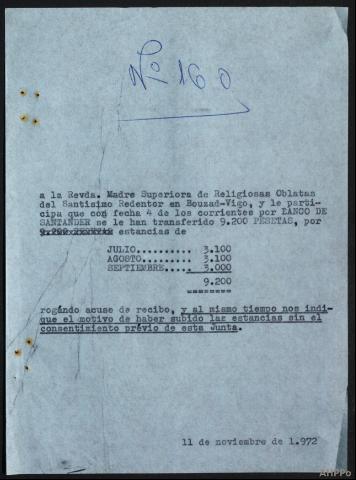 Nº 160
a la Revda. Madre Superiora de Religiosas Oblatas
del Santisimo Redentor en Bouzad-Vigo, y le parti-
cipa que con fecha 4 de los corrientes por BANCO DE
SANTANDER se le han transferido 9.200 PESETAS, por
estancias de
JULIO.......... 3.100
AGOSTO......... 3.100
SEPTIEMBRE..... 3.000
9.200
========
rogándo acuse de recibo, y al mismo tiempo nos indi-
que el motivo de haber subido las estancias sin el
consentimiento prévio de esta Junta.
11 de noviembre de 1.972
AHPPo